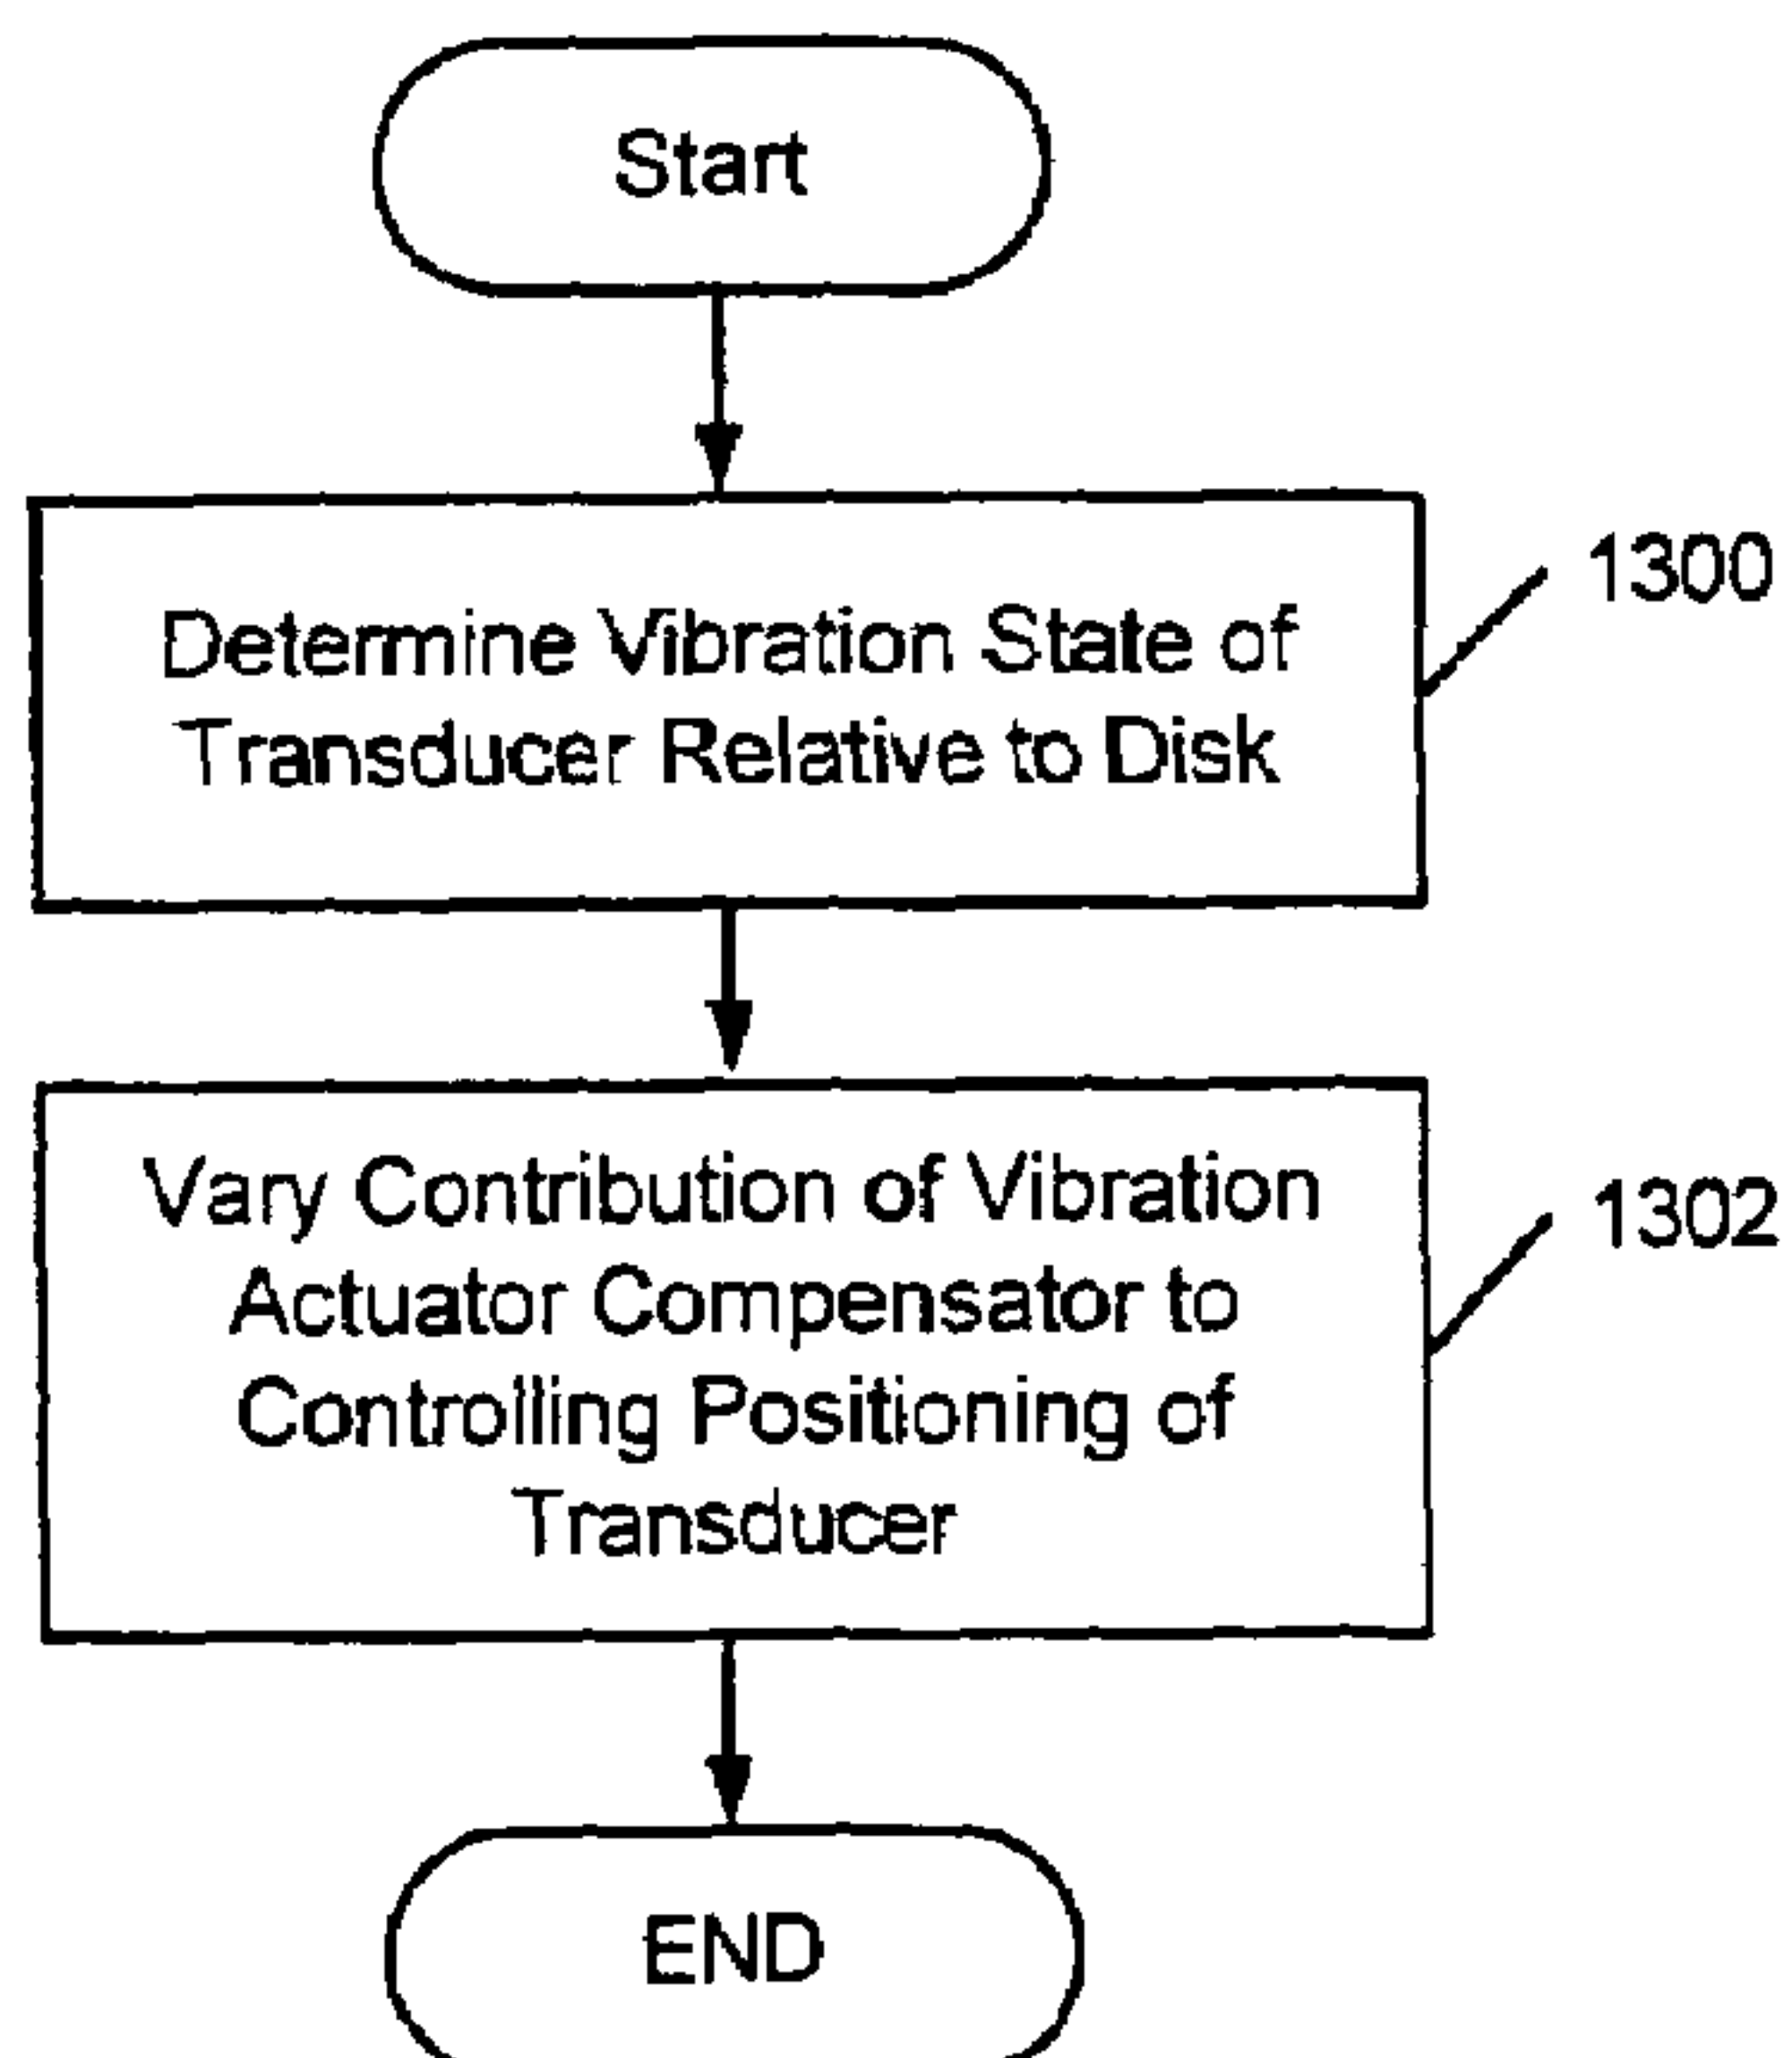 Start
1300
Determine Vibration State of
Transducer Relative to Disk
1302
Vary Contribution of Vibration
Actuator Compensator to
Controlling Positioning of
Transducer
END